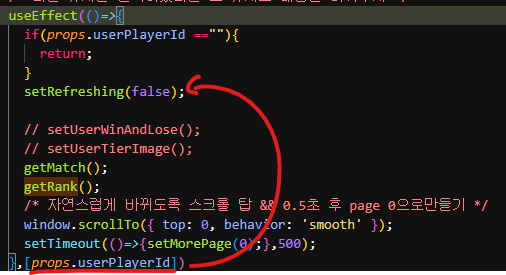 useEffect(()=>{
if(props.userPlayerId ==""){
return;
}
setRefreshing(false);
// setUserWinAndLose();
// setUserTierImage();
getMatch();
getRank();
/* 자연스럽게 바뀌도록 스크롤 탑 && 0.5초 후 page 0으로만들기 */
window.scrollTo({ top: 0, behavior: 'smooth' });
setTimeout(()=>{setMorePage(0);},500);
},[props.userPlayerId])